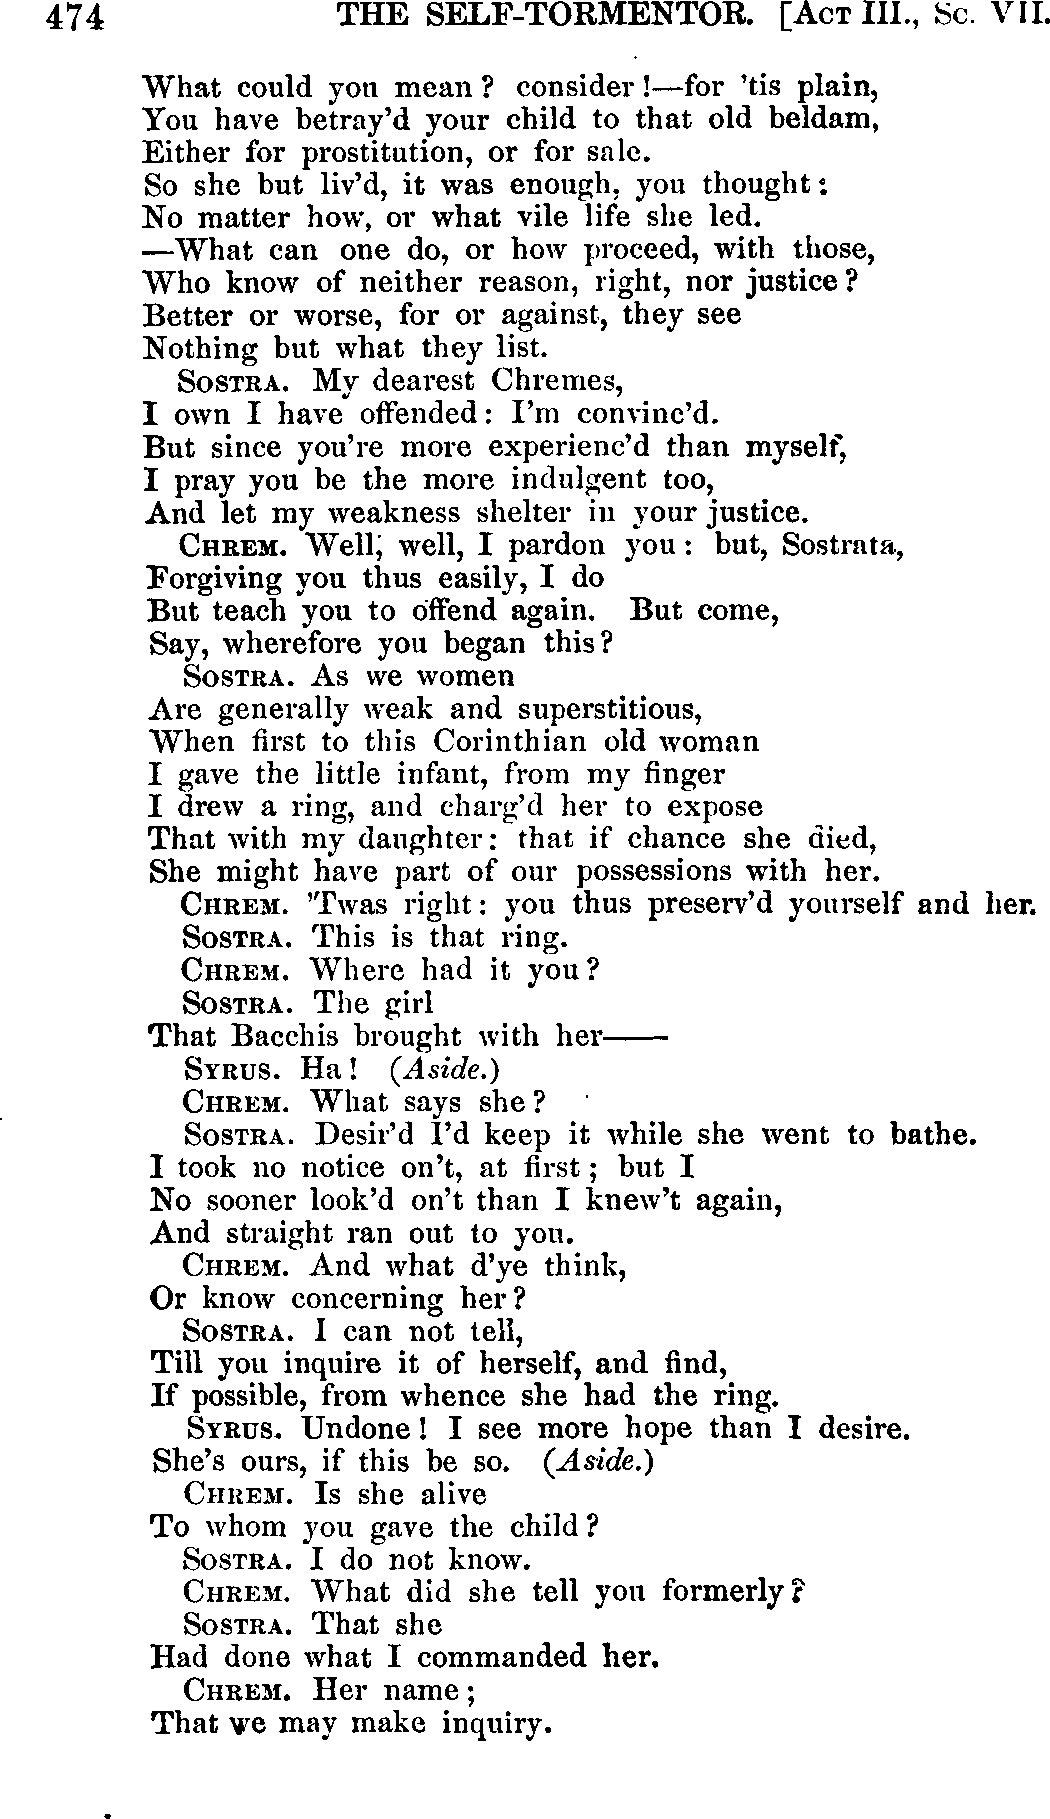 474 THE SELF-TORMENTOR. [ACT III., Sc. VII.
What could you mean? consider!—for 'tis plain,
You have betray'd your child to that old beldam,
Either for prostitution, or for sale.
So she but liv'd, it was enough, you thought:
No matter how, or what vile life she led.
—What can one do, or how proceed, with those,
Who know of neither reason, right, nor justice?
Better or worse, for or against, they see
Nothing but what they list.
SOSTRA. My dearest Chremes,
I own I have offended: I'm convinc'd.
But since you're more experienc'd than myself,
I pray you be the more indulgent too,
And let my weakness shelter in your justice.
CHREM. Well, well, I pardon you: but, Sostrata,
Forgiving you thus easily, I do
But teach you to offend again. But come,
Say, wherefore you began this?
SOSTRA. As we women
Are generally weak and superstitious,
When first to this Corinthian old woman
I gave the little infant, from my finger
I drew a ring, and charg'd her to expose
That with my daughter: that if chance she died,
She might have part of our possessions with her.
CHREM. 'Twas right: you thus preserv'd yourself and her.
SOSTRA. This is that ring.
CHREM. Where had it you?
SOSTRA. The girl
That Bacchis brought with her——
SYRUS. Ha! (Aside.)
CHREM. What says she?
SOSTRA. Desir'd I'd keep it while she went to bathe.
I took no notice on't, at first; but I
No sooner look'd on't than I knew't again,
And straight ran out to you.
CHREM. And what d'ye think,
Or know concerning her?
SOSTRA. I can not tell,
Till you inquire it of herself, and find,
If possible, from whence she had the ring.
SYRUS. Undone! I see more hope than I desire.
She's ours, if this be so. (Aside.)
CHREM. Is she alive
To whom you gave the child?
SOSTRA. I do not know.
CHREM. What did she tell you formerly?
SOSTRA. That she
Had done what I commanded her.
CHREM. Her name;
That we may make inquiry.